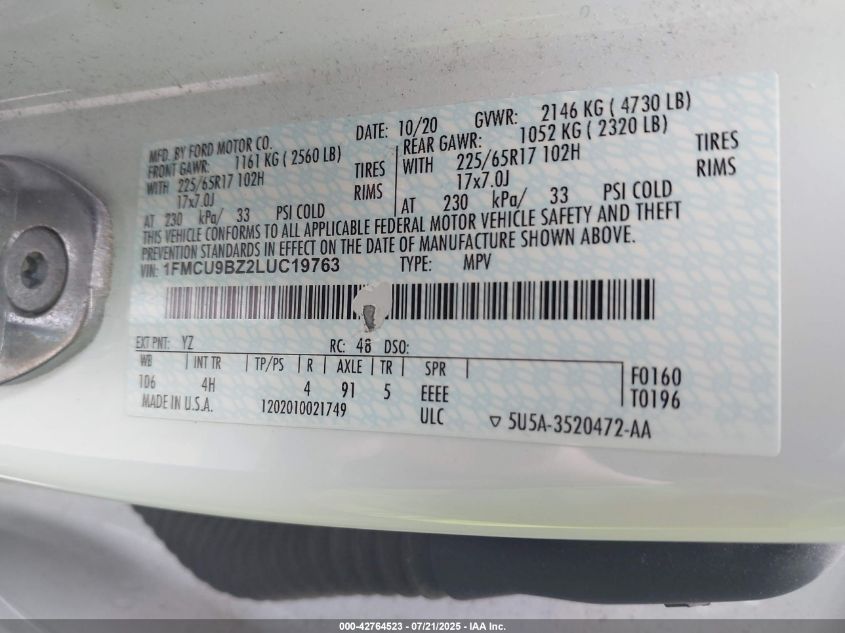 MFD. BY FORD MOTOR CO.
DATE: 10/20 GVWR: 2146 KG ( 4730 LB)
FRONT GAWR: 1161 KG ( 2560 LB) REAR GAWR: 1052 KG ( 2320 LB)
WITH 225/65R17 102H TIRES WITH 225/65R17 102H TIRES
17x7.0J RIMS 17x7.0J RIMS
AT 230 kPa/ 33 PSI COLD AT 230 kPa/ 33 PSI COLD
THIS VEHICLE CONFORMS TO ALL APPLICABLE FEDERAL MOTOR VEHICLE SAFETY AND THEFT
PREVENTION STANDARDS IN EFFECT ON THE DATE OF MANUFACTURE SHOWN ABOVE.
VIN: 1FMCU9BZ2LUC19763 TYPE: MPV
EXT PNT: YZ RC: 48 DSO:
WB INT TR TP/PS R AXLE TR SPR
106 4H 4 91 5 EEEE
F0160
T0196
MADE IN U.S.A. 1202010021749 ULC 5U5A-3520472-AA
000-42764523 - 07/21/2025 - IAA Inc.